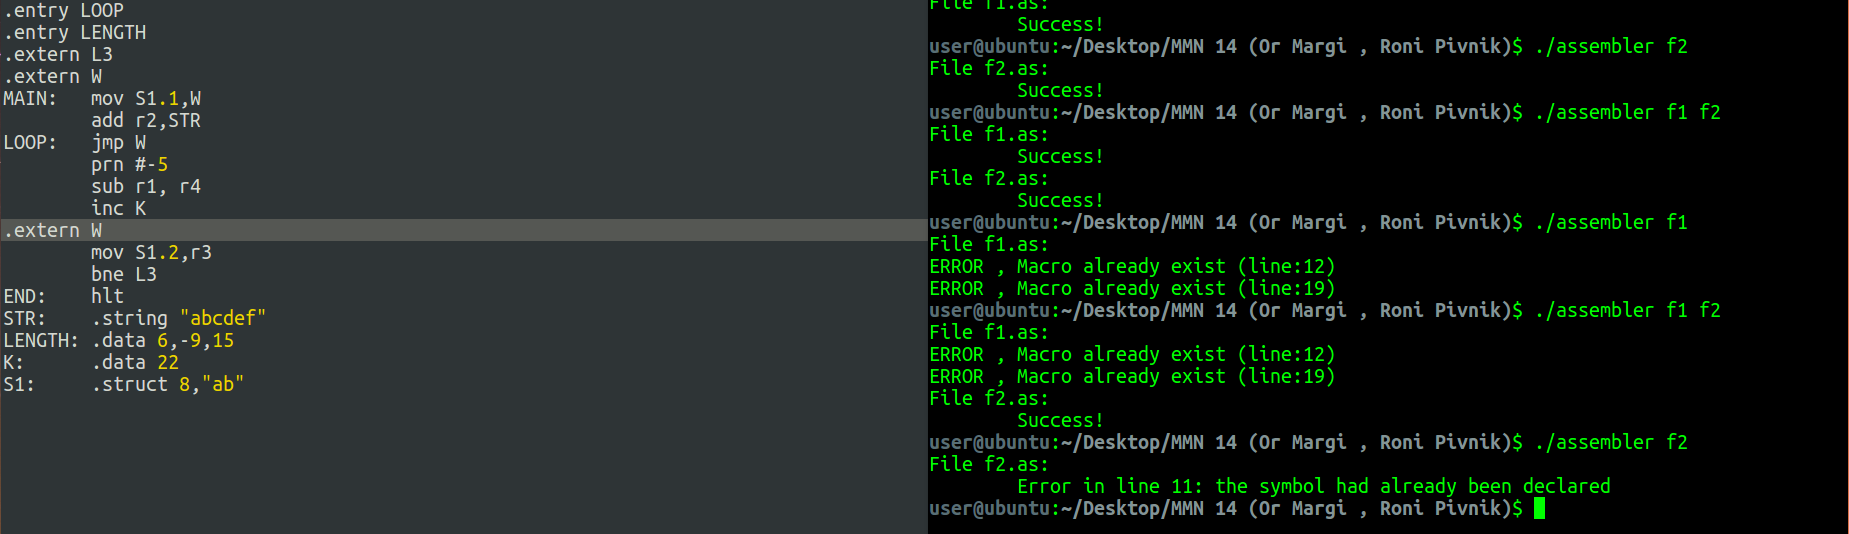 .entry LOOP
.entry LENGTH
.extern L3
.extern W
MAIN:   mov S1.1,W
        add r2,STR
LOOP:   jmp W
        prn #-5
        sub r1, r4
        inc K
.extern W
        mov S1.2,r3
        bne L3
END:    hlt
STR:    .string "abcdef"
LENGTH: .data 6,-9,15
K:      .data 22
S1:     .struct 8,"ab"
File f1.as:
        Success!
user@ubuntu:~/Desktop/MMN 14 (Or Margi , Roni Pivnik)$ ./assembler f2
File f2.as:
        Success!
user@ubuntu:~/Desktop/MMN 14 (Or Margi , Roni Pivnik)$ ./assembler f1 f2
File f1.as:
        Success!
File f2.as:
        Success!
user@ubuntu:~/Desktop/MMN 14 (Or Margi , Roni Pivnik)$ ./assembler f1
File f1.as:
ERROR , Macro already exist (line:12)
ERROR , Macro already exist (line:19)
user@ubuntu:~/Desktop/MMN 14 (Or Margi , Roni Pivnik)$ ./assembler f1 f2
File f1.as:
ERROR , Macro already exist (line:12)
ERROR , Macro already exist (line:19)
File f2.as:
        Success!
user@ubuntu:~/Desktop/MMN 14 (Or Margi , Roni Pivnik)$ ./assembler f2
File f2.as:
        Error in line 11: the symbol had already been declared
user@ubuntu:~/Desktop/MMN 14 (Or Margi , Roni Pivnik)$